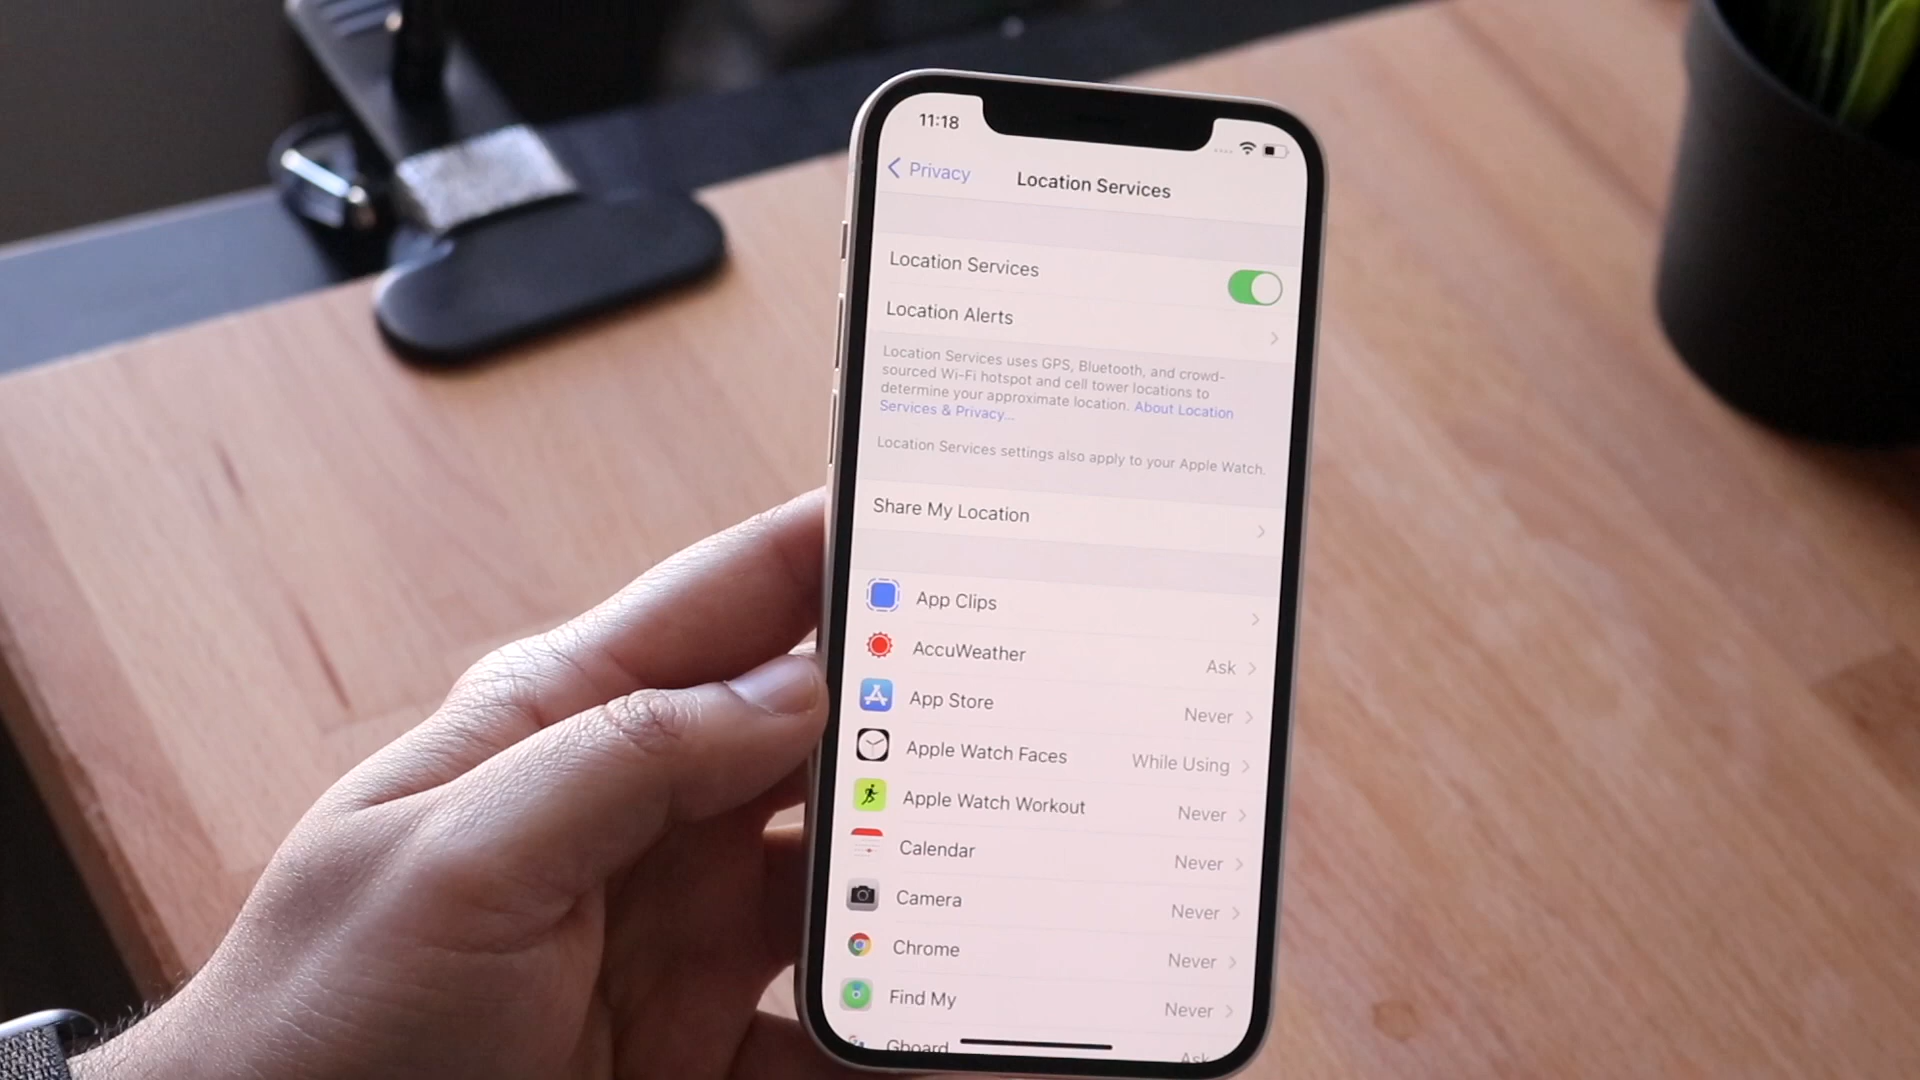 11:18
Privacy
Location Services
Location Services
Location Alerts
Location Services uses GPS, Bluetooth, and crowd-
sourced Wi-Fi hotspot and cell tower locations to
determine your approximate location. About Location
Services & Privacy...
Location Services settings also apply to your Apple Watch.
Share My Location
App Clips
AccuWeather Ask
App Store Never
Apple Watch Faces While Using
Apple Watch Workout Never
Calendar Never
Camera Never
Chrome Never
Find My Never
Gboard Ask